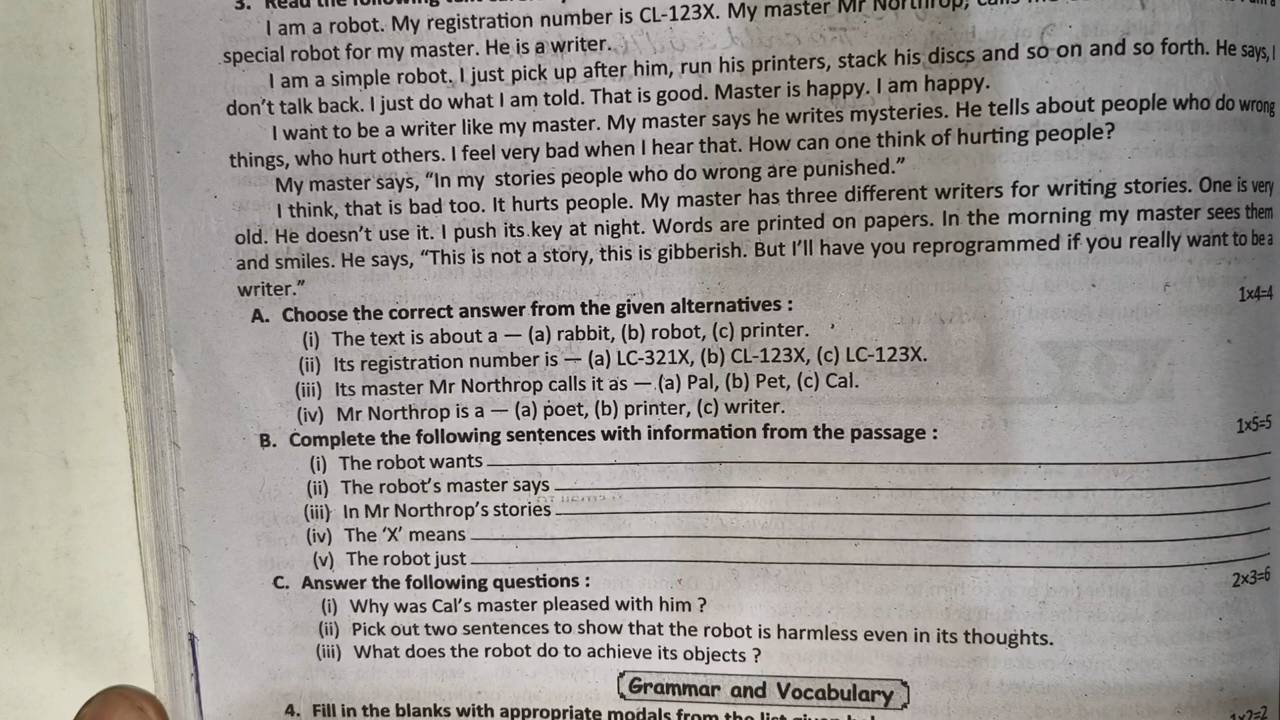 3. Read the following text
I am a robot. My registration number is CL-123X. My master Mr Northrop, calls me
special robot for my master. He is a writer.
I am a simple robot. I just pick up after him, run his printers, stack his discs and so on and so forth. He says, I
don't talk back. I just do what I am told. That is good. Master is happy. I am happy.
I want to be a writer like my master. My master says he writes mysteries. He tells about people who do wrong
things, who hurt others. I feel very bad when I hear that. How can one think of hurting people?
My master says, “In my stories people who do wrong are punished.”
I think, that is bad too. It hurts people. My master has three different writers for writing stories. One is very
old. He doesn't use it. I push its key at night. Words are printed on papers. In the morning my master sees them
and smiles. He says, “This is not a story, this is gibberish. But I'll have you reprogrammed if you really want to be a
writer.”
A. Choose the correct answer from the given alternatives : 1x4=4
(i) The text is about a — (a) rabbit, (b) robot, (c) printer.
(ii) Its registration number is — (a) LC-321X, (b) CL-123X, (c) LC-123X.
(iii) Its master Mr Northrop calls it as — (a) Pal, (b) Pet, (c) Cal.
(iv) Mr Northrop is a — (a) poet, (b) printer, (c) writer.
B. Complete the following sentences with information from the passage : 1x5=5
(i) The robot wants
(ii) The robot's master says
(iii) In Mr Northrop's stories
(iv) The ‘X’ means
(v) The robot just
C. Answer the following questions : 2x3=6
(i) Why was Cal's master pleased with him ?
(ii) Pick out two sentences to show that the robot is harmless even in its thoughts.
(iii) What does the robot do to achieve its objects ?
Grammar and Vocabulary
4. Fill in the blanks with appropriate modals from the list given 1x2=2